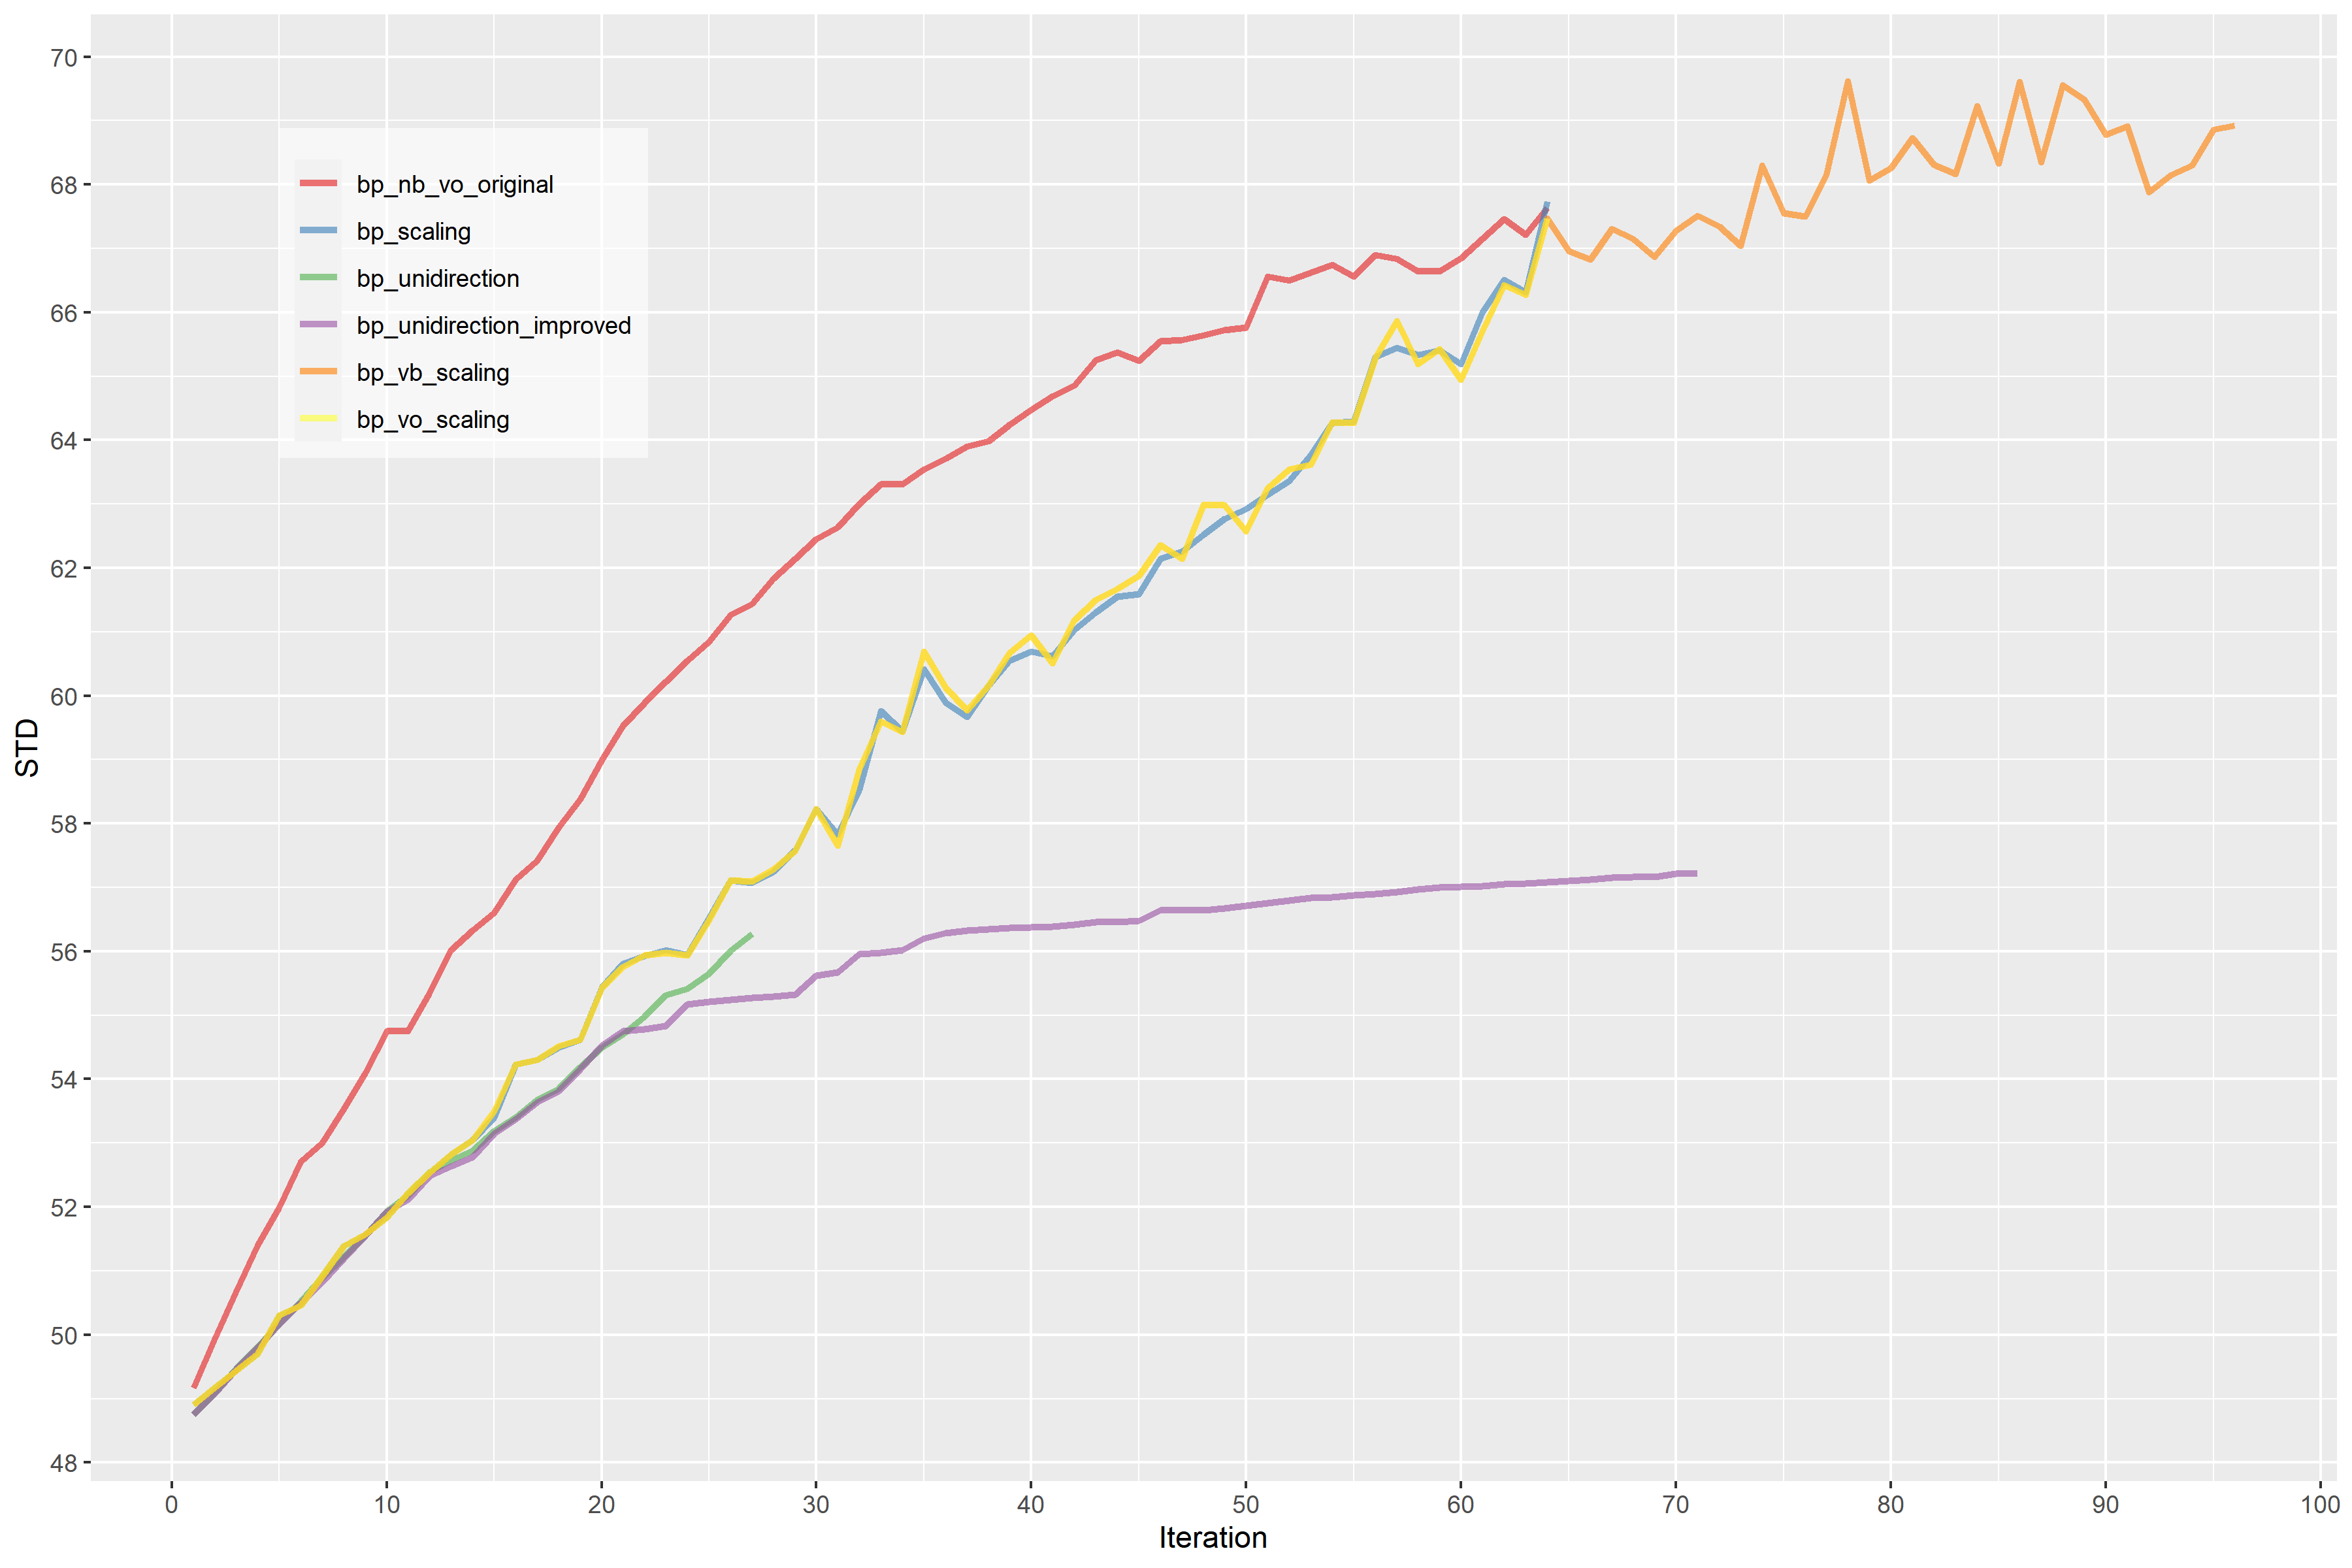 70
68
66
64
62
60
58
56
54
52
50
48
STD
bp_nb_vo_original
bp_scaling
bp_unidirection
bp_unidirection_improved
bp_vb_scaling
bp_vo_scaling
0 10 20 30 40 50 60 70 80 90 100
Iteration